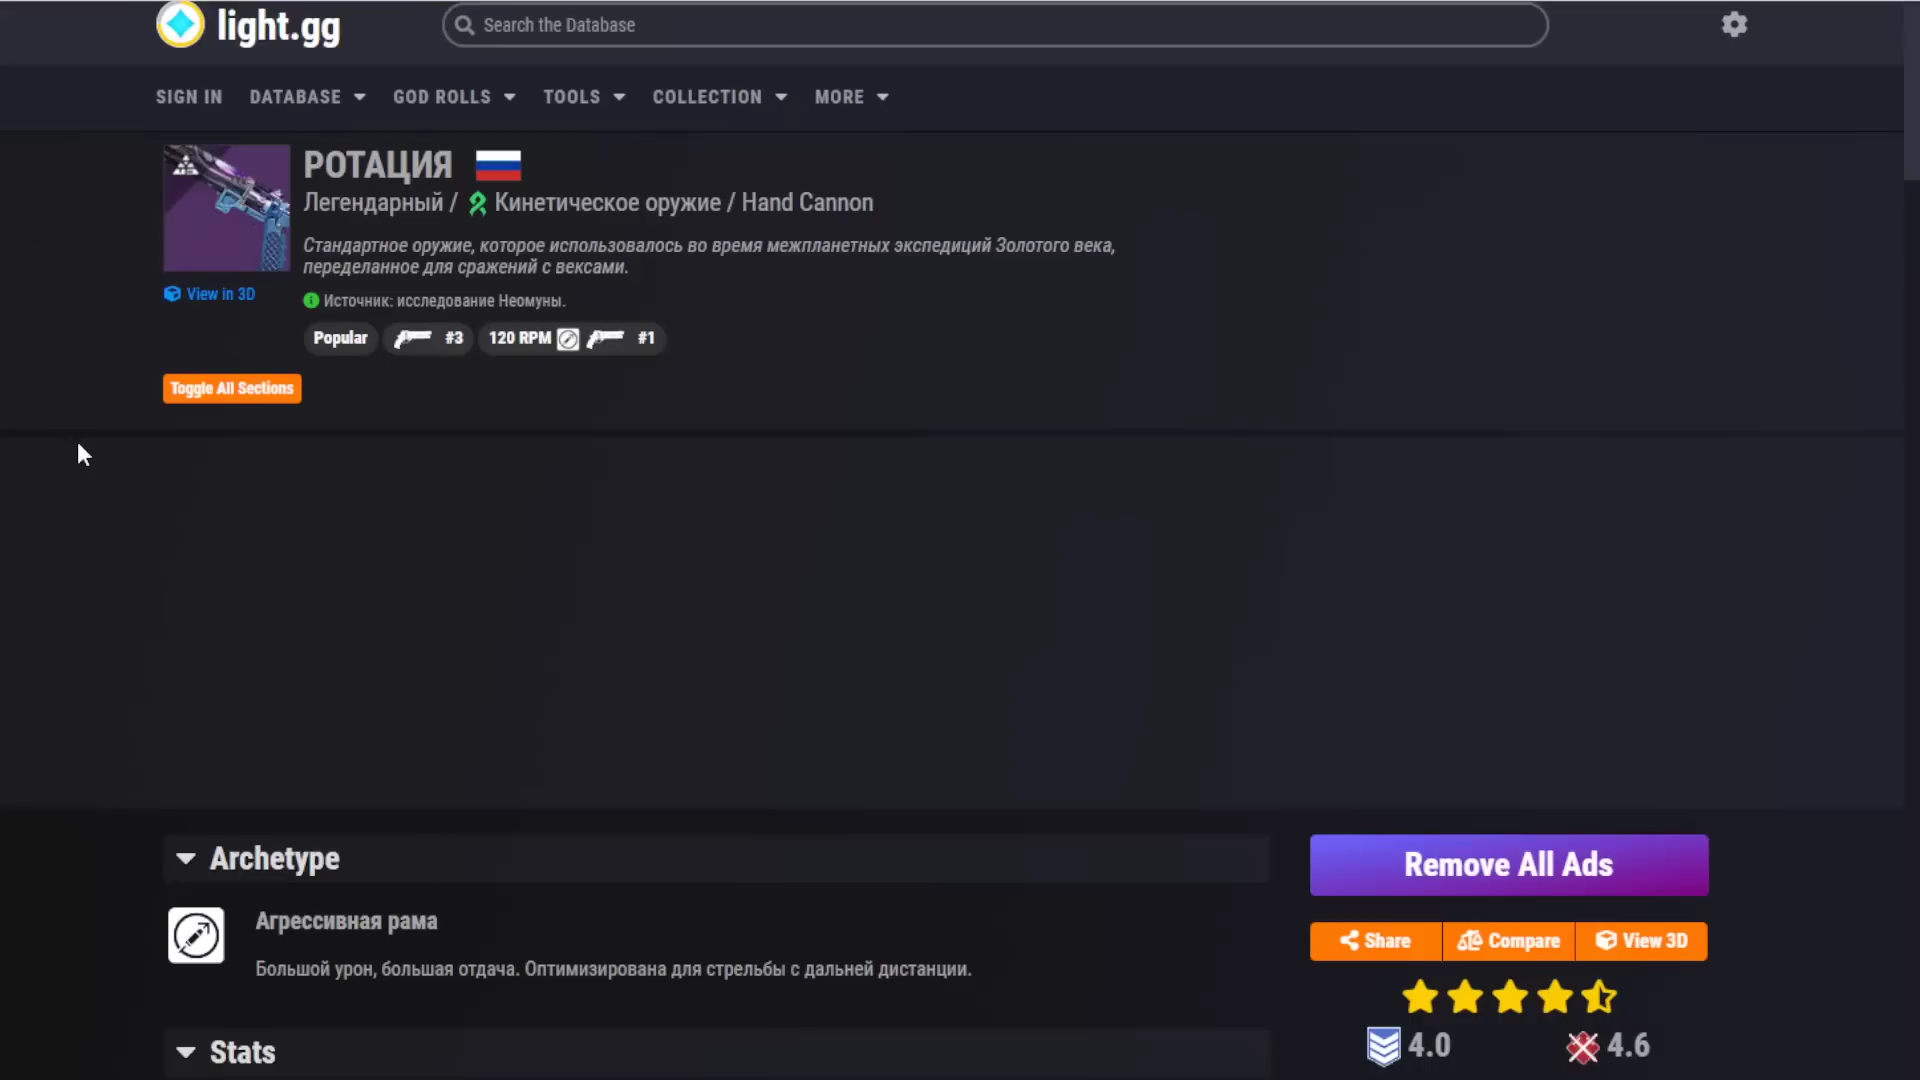 light.gg
Search the Database
SIGN IN DATABASE GOD ROLLS TOOLS COLLECTION MORE
РОТАЦИЯ
Легендарный / Кинетическое оружие / Hand Cannon
Стандартное оружие, которое использовалось во время межпланетных экспедиций Золотого века,
переделанное для сражений с вексами.
View in 3D
Источник: исследование Неомуны.
Popular #3 120 RPM #1
Toggle All Sections
Archetype
Агрессивная рама
Большой урон, большая отдача. Оптимизирована для стрельбы с дальней дистанции.
Stats
Remove All Ads
Share Compare View 3D
4.0 4.6